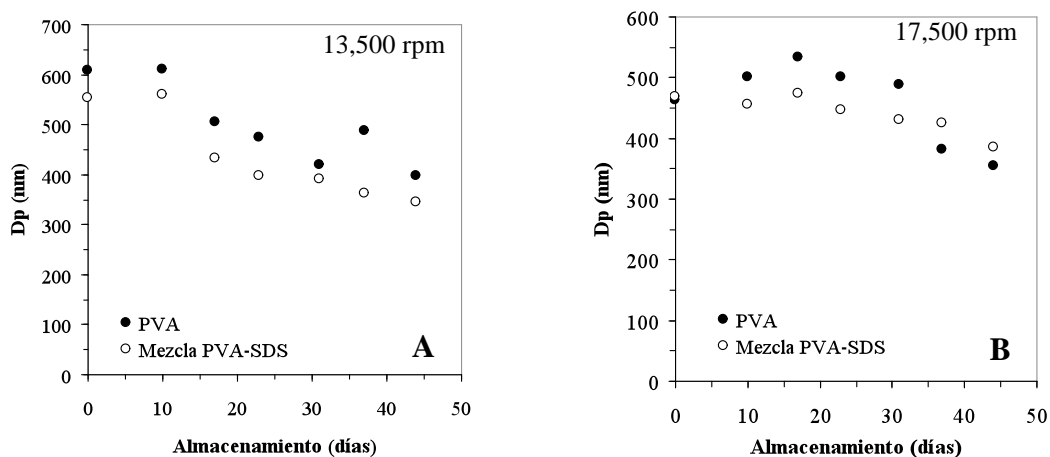 13,500 rpm
700
600
500
400
300
200
100
0
Dp (nm)
PVA
Mezcla PVA-SDS
A
0 10 20 30 40 50
Almacenamiento (días)
17,500 rpm
600
500
400
300
200
100
0
Dp (nm)
PVA
Mezcla PVA-SDS
B
0 10 20 30 40 50
Almacenamiento (días)